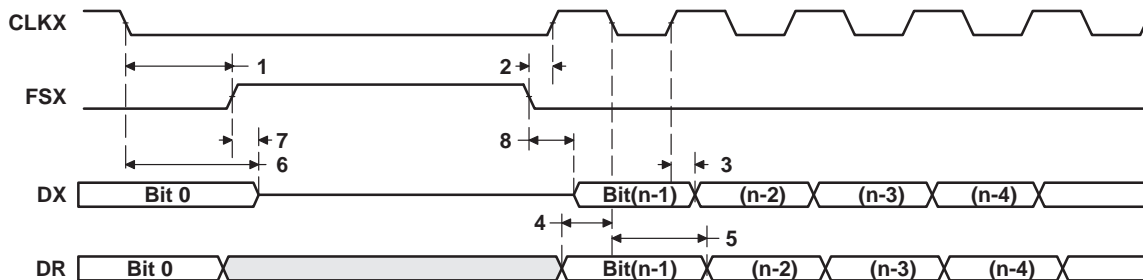 CLKX
1 2
FSX
7 8
6 3
DX Bit 0 Bit(n-1) (n-2) (n-3) (n-4)
4 5
DR Bit 0 Bit(n-1) (n-2) (n-3) (n-4)